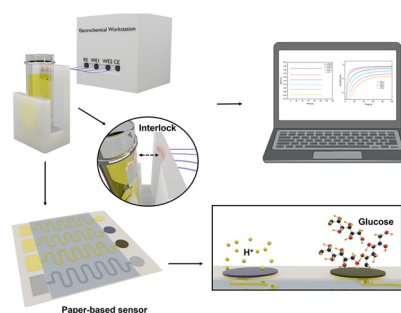 Electrochemical Workstation
RE WE1 WE2 CE
Interlock
Glucose
H⁺
Paper-based sensor